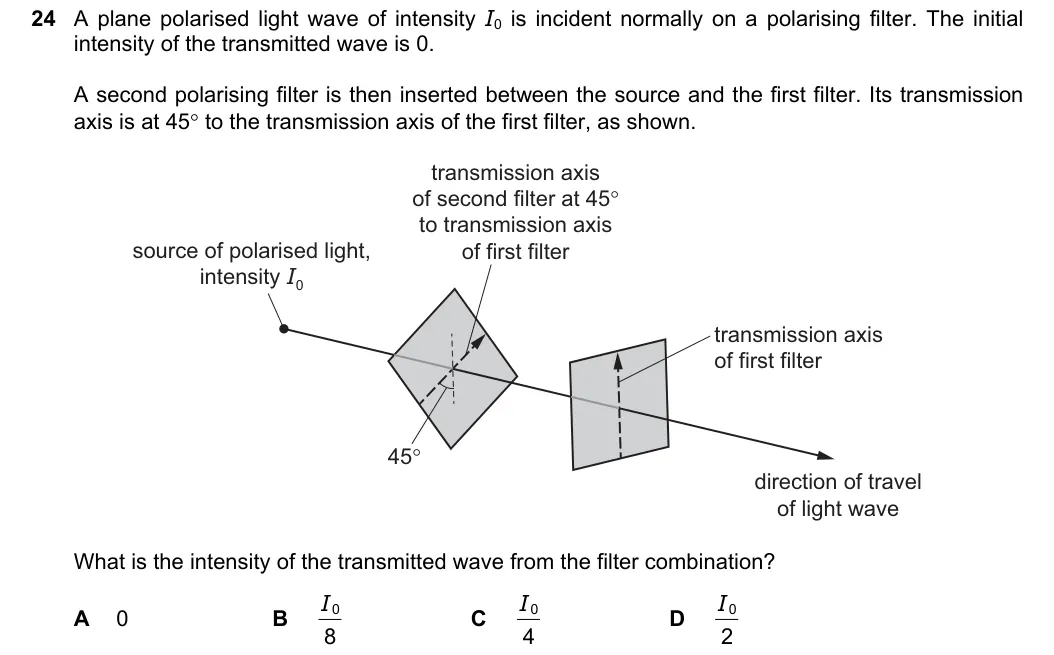 24 A plane polarised light wave of intensity I₀ is incident normally on a polarising filter. The initial
intensity of the transmitted wave is 0.
A second polarising filter is then inserted between the source and the first filter. Its transmission
axis is at 45° to the transmission axis of the first filter, as shown.
transmission axis
of second filter at 45°
to transmission axis
of first filter
source of polarised light,
intensity I₀
transmission axis
of first filter
45°
direction of travel
of light wave
What is the intensity of the transmitted wave from the filter combination?
A 0 B I₀/8 C I₀/4 D I₀/2